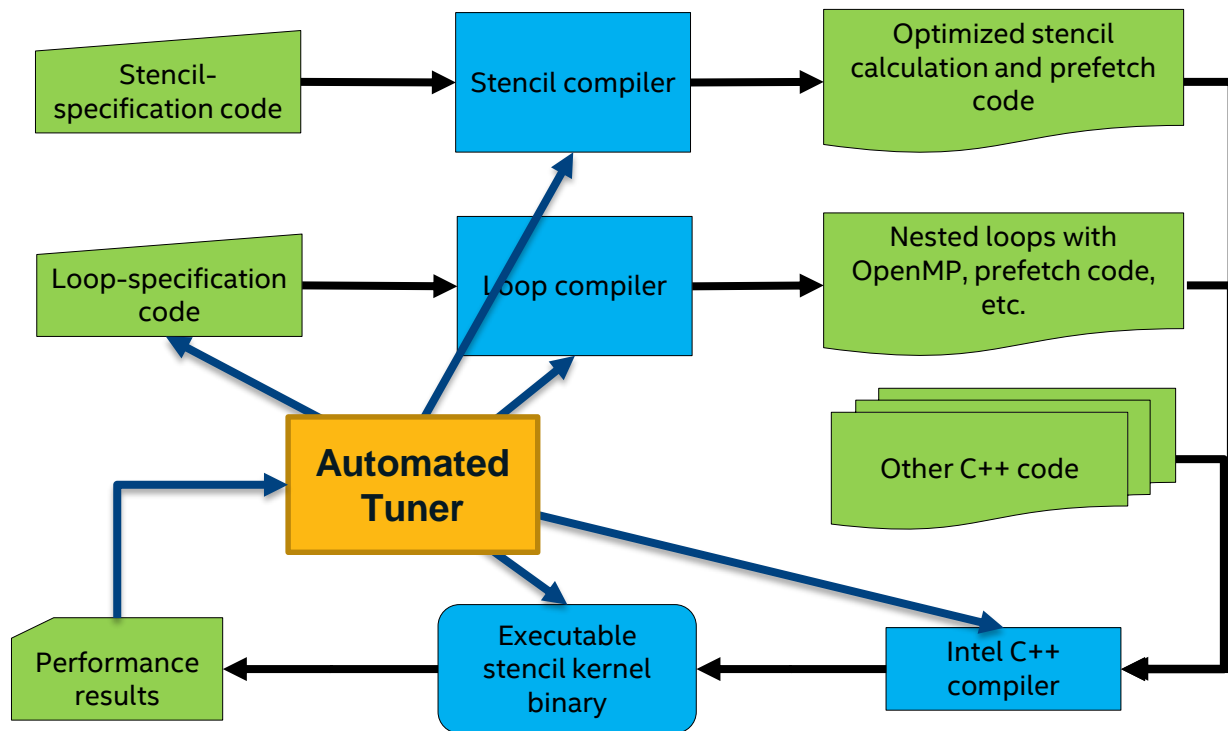 Stencil-
specification code
Stencil compiler
Optimized stencil
calculation and prefetch
code
Loop-specification
code
Loop compiler
Nested loops with
OpenMP, prefetch code,
etc.
Automated
Tuner
Other C++ code
Performance
results
Executable
stencil kernel
binary
Intel C++
compiler